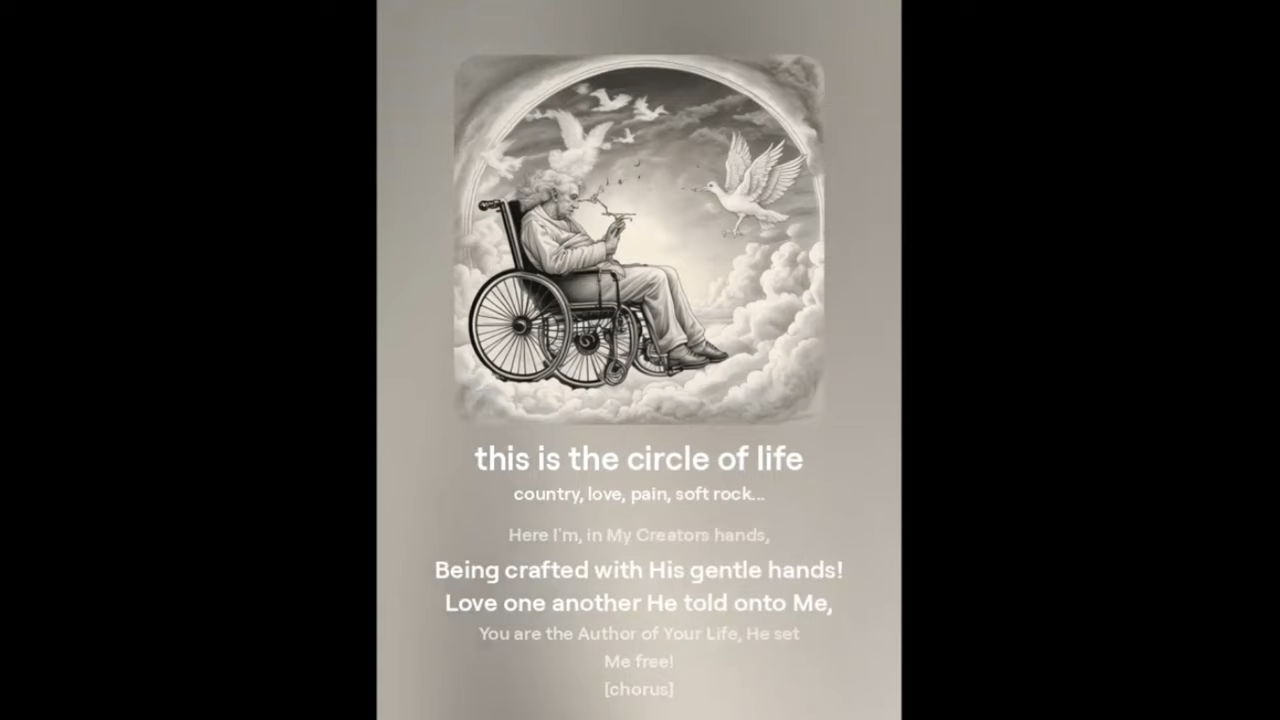 this is the circle of life
country, love, pain, soft rock...
Here I'm, in My Creators hands,
Being crafted with His gentle hands!
Love one another He told onto Me,
You are the Author of Your Life, He set
Me free!
[chorus]